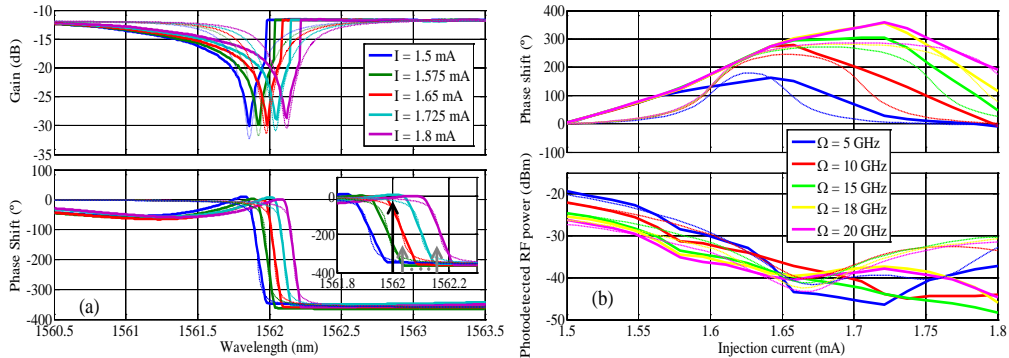 -10
-15
-20
-25
-30
-35
Gain (dB)
I = 1.5 mA
I = 1.575 mA
I = 1.65 mA
I = 1.725 mA
I = 1.8 mA
100
0
-100
-200
-300
-400
Phase Shift (º)
0
-200
-400
1561.8 1562 1562.2
(a)
1560.5 1561 1561.5 1562 1562.5 1563 1563.5
Wavelength (nm)
400
300
200
100
0
-100
Phase shift (º)
-20
-30
-40
-50
Photodetected RF power (dBm)
Ω = 5 GHz
Ω = 10 GHz
Ω = 15 GHz
Ω = 18 GHz
Ω = 20 GHz
(b)
1.5 1.55 1.6 1.65 1.7 1.75 1.8
Injection current (mA)